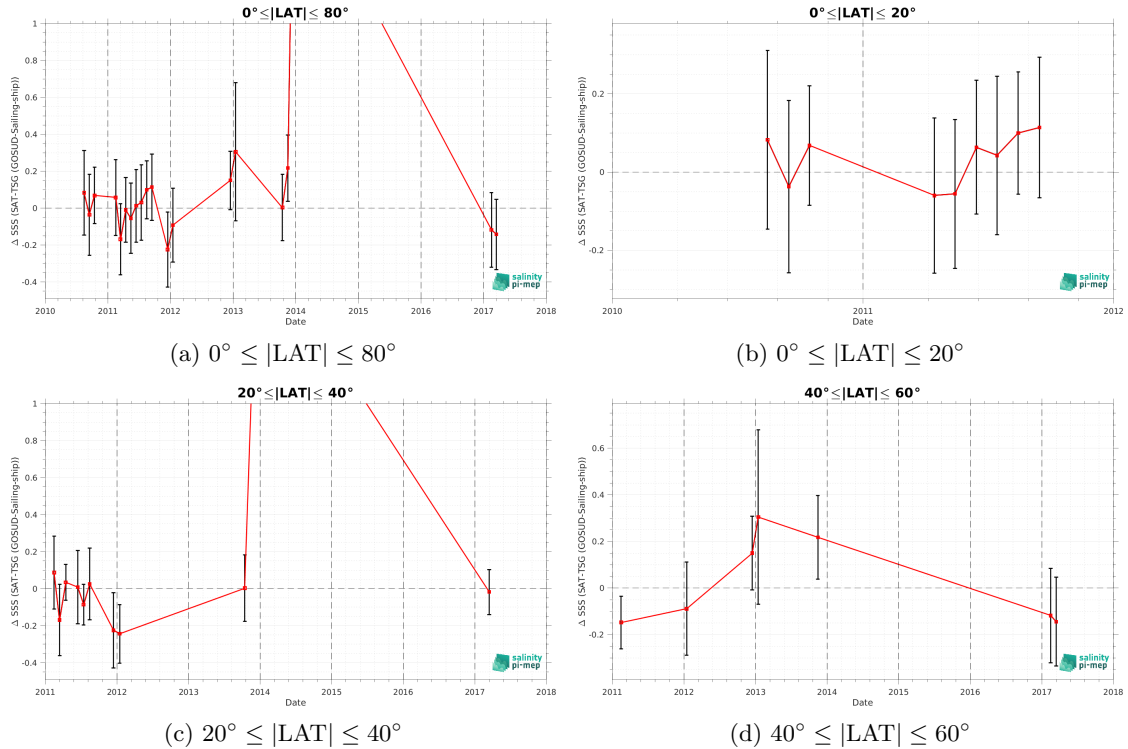 0°≤|LAT|≤ 80°
Δ SSS (SAT-TSG (GOSUD-Sailing-ship))
1
0.8
0.6
0.4
0.2
0
-0.2
-0.4
2010 2011 2012 2013 2014 2015 2016 2017 2018
Date
salinity
pi-mep
(a) 0° ≤ |LAT| ≤ 80°
0°≤|LAT|≤ 20°
Δ SSS (SAT-TSG (GOSUD-Sailing-ship))
0.2
0
-0.2
2010 2011 2012
Date
salinity
pi-mep
(b) 0° ≤ |LAT| ≤ 20°
20°≤|LAT|≤ 40°
Δ SSS (SAT-TSG (GOSUD-Sailing-ship))
1
0.8
0.6
0.4
0.2
0
-0.2
-0.4
2011 2012 2013 2014 2015 2016 2017 2018
Date
salinity
pi-mep
(c) 20° ≤ |LAT| ≤ 40°
40°≤|LAT|≤ 60°
Δ SSS (SAT-TSG (GOSUD-Sailing-ship))
0.6
0.4
0.2
0
-0.2
2011 2012 2013 2014 2015 2016 2017 2018
Date
salinity
pi-mep
(d) 40° ≤ |LAT| ≤ 60°